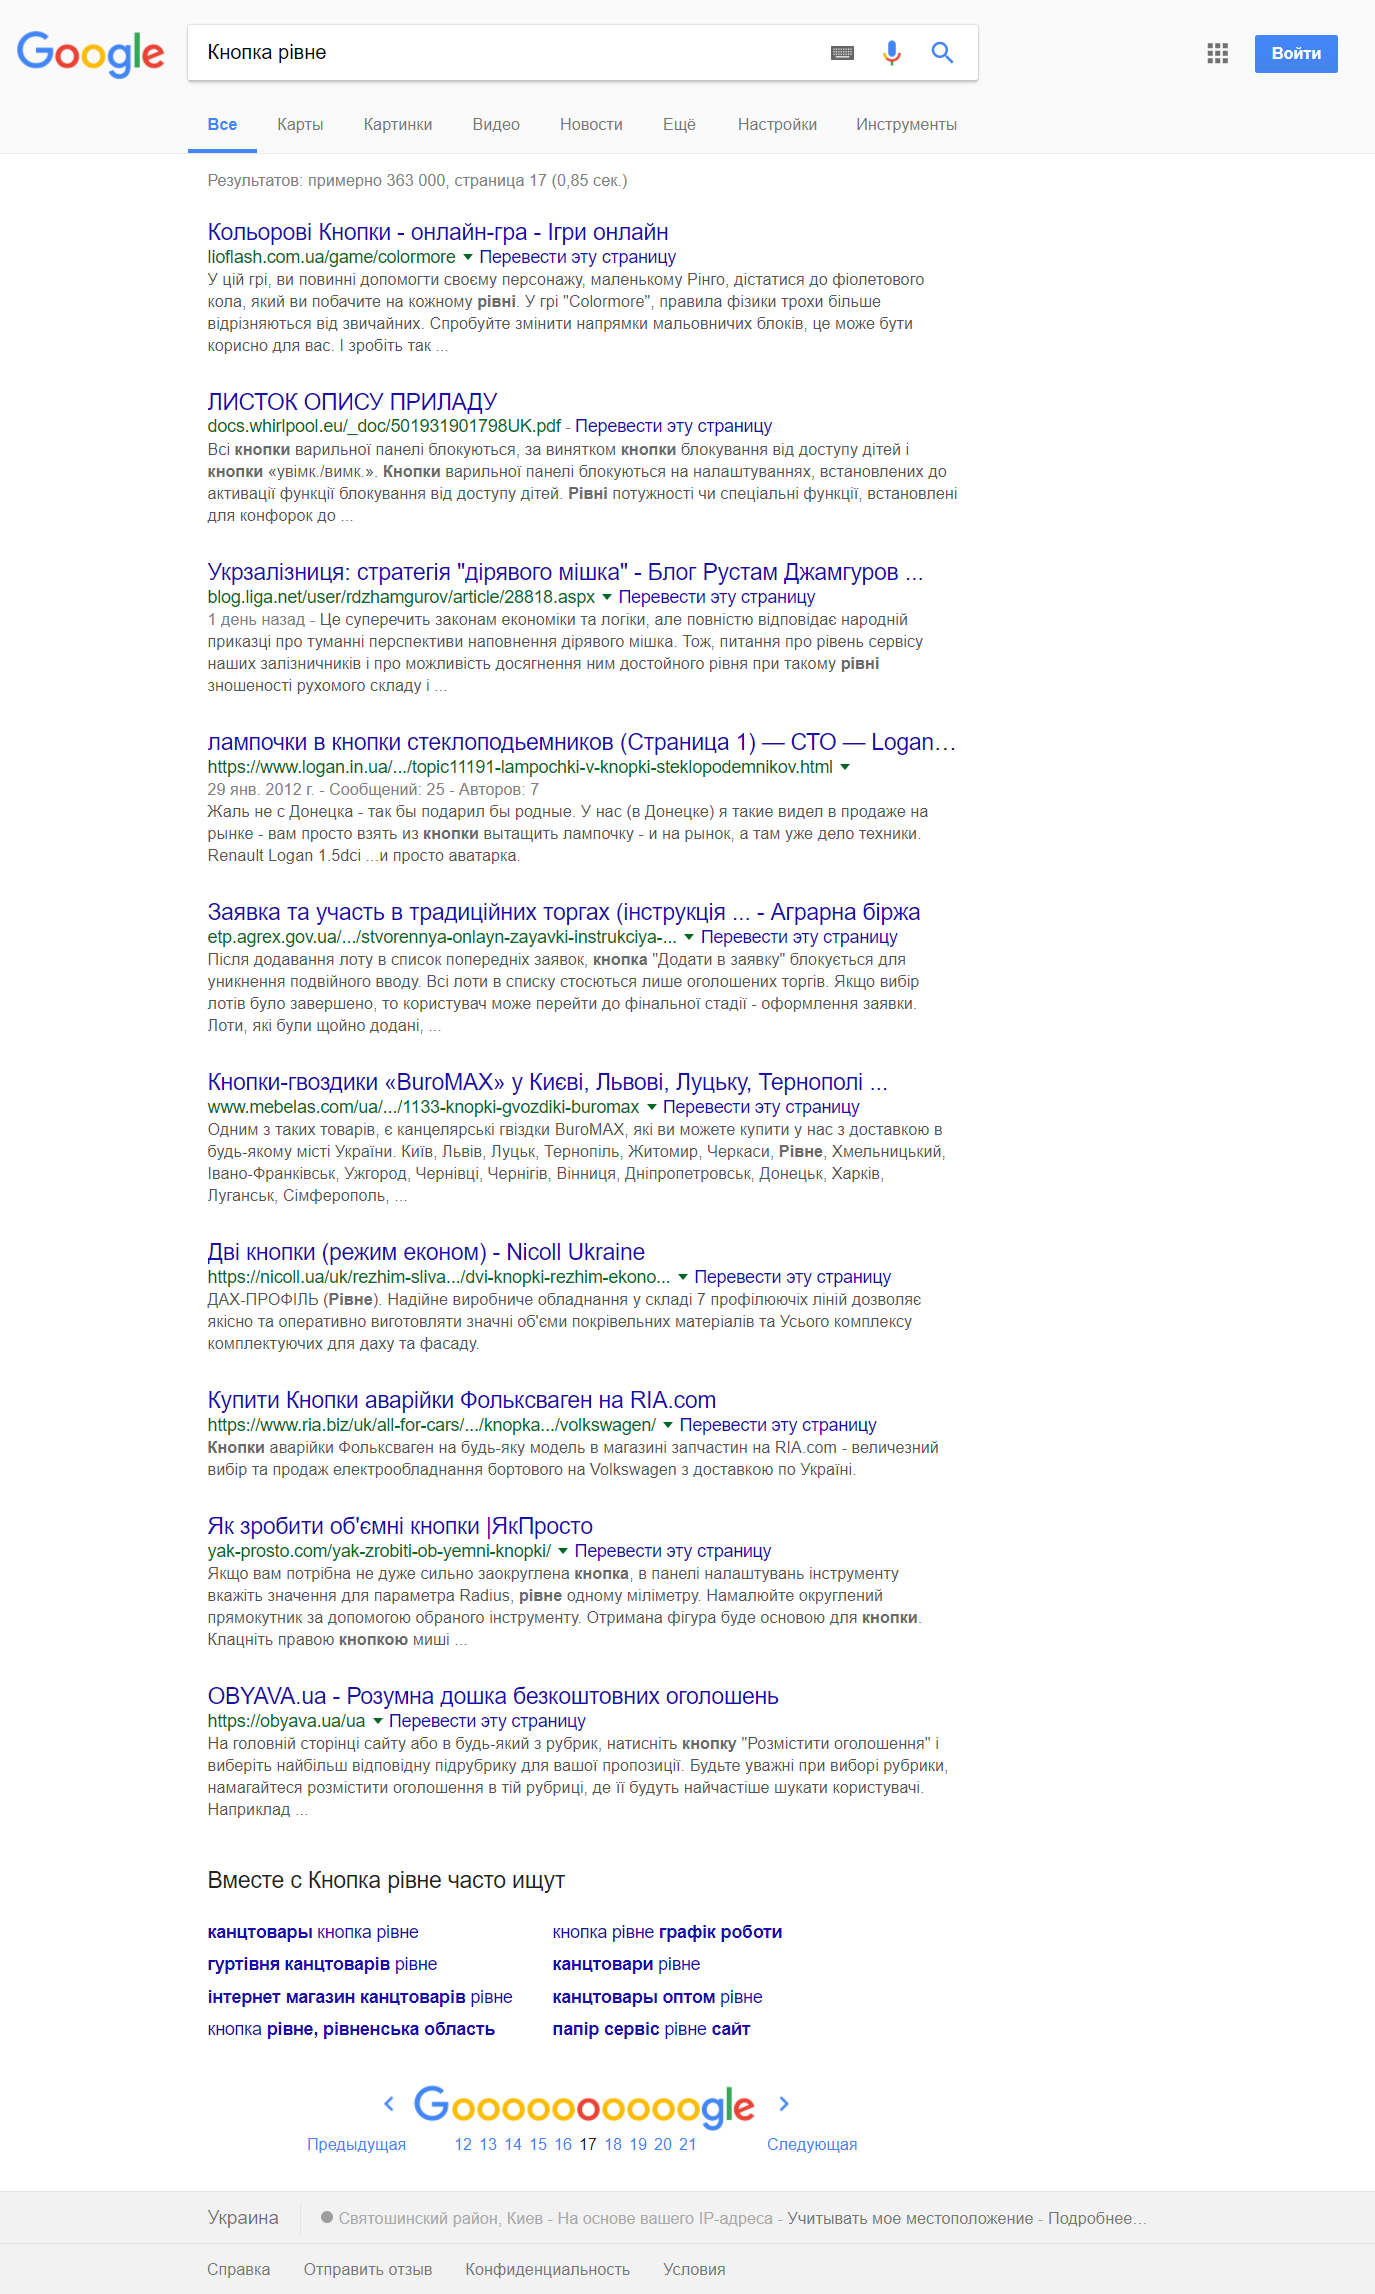 Google
Кнопка рівне
Войти
Все Карты Картинки Видео Новости Ещё Настройки Инструменты
Результатов: примерно 363 000, страница 17 (0,85 сек.)
Кольорові Кнопки - онлайн-гра - Ігри онлайн
lioflash.com.ua/game/colormore Перевести эту страницу
У цій грі, ви повинні допомогти своєму персонажу, маленькому Рінго, дістатися до фіолетового
кола, який ви побачите на кожному рівні. У грі "Colormore", правила фізики трохи більше
відрізняються від звичайних. Спробуйте змінити напрямки мальовничих блоків, це може бути
корисно для вас. І зробіть так ...
ЛИСТОК ОПИСУ ПРИЛАДУ
docs.whirlpool.eu/_doc/501931901798UK.pdf - Перевести эту страницу
Всі кнопки варильної панелі блокуються, за винятком кнопки блокування від доступу дітей і
кнопки «увімк./вимк.». Кнопки варильної панелі блокуються на налаштуваннях, встановлених до
активації функції блокування від доступу дітей. Рівні потужності чи спеціальні функції, встановлені
для конфорок до ...
Укрзалізниця: стратегія "дірявого мішка" - Блог Рустам Джамгуров ...
blog.liga.net/user/rdzhamgurov/article/28818.aspx Перевести эту страницу
1 день назад - Це суперечить законам економіки та логіки, але повністю відповідає народній
приказці про туманні перспективи наповнення дірявого мішка. Тож, питання про рівень сервісу
наших залізничників і про можливість досягнення ним достойного рівня при такому рівні
зношеності рухомого складу і ...
лампочки в кнопки стеклоподьемников (Страница 1) — СТО — Logan...
https://www.logan.in.ua/.../topic11191-lampochki-v-knopki-steklopodemnikov.html
29 янв. 2012 г. - Сообщений: 25 - Авторов: 7
Жаль не с Донецка - так бы подарил бы родные. У нас (в Донецке) я такие видел в продаже на
рынке - вам просто взять из кнопки вытащить лампочку - и на рынок, а там уже дело техники.
Renault Logan 1.5dci ...и просто аватарка.
Заявка та участь в традиційних торгах (інструкція ... - Аграрна біржа
etp.agrex.gov.ua/.../stvorennya-onlayn-zayavki-instrukciya-... Перевести эту страницу
Після додавання лоту в список попередніх заявок, кнопка "Додати в заявку" блокується для
уникнення подвійного вводу. Всі лоти в списку стосються лише оголошених торгів. Якщо вибір
лотів було завершено, то користувач може перейти до фінальної стадії - оформлення заявки.
Лоти, які були щойно додані, ...
Кнопки-гвоздики «BuroMAX» у Києві, Львові, Луцьку, Тернополі ...
www.mebelas.com/ua/.../1133-knopki-gvozdiki-buromax Перевести эту страницу
Одним з таких товарів, є канцелярські гвіздки BuroMAX, які ви можете купити у нас з доставкою в
будь-якому місті України. Київ, Львів, Луцьк, Тернопіль, Житомир, Черкаси, Рівне, Хмельницький,
Івано-Франківськ, Ужгород, Чернівці, Чернігів, Вінниця, Дніпропетровськ, Донецьк, Харків,
Луганськ, Сімферополь, ...
Дві кнопки (режим економ) - Nicoll Ukraine
https://nicoll.ua/uk/rezhim-sliva.../dvi-knopki-rezhim-ekono... Перевести эту страницу
ДАХ-ПРОФІЛЬ (Рівне). Надійне виробниче обладнання у складі 7 профілюючіх ліній дозволяє
якісно та оперативно виготовляти значні об'єми покрівельних матеріалів та Усього комплексу
комплектуючих для даху та фасаду.
Купити Кнопки аварійки Фольксваген на RIA.com
https://www.ria.biz/uk/all-for-cars/.../knopka.../volkswagen/ Перевести эту страницу
Кнопки аварійки Фольксваген на будь-яку модель в магазині запчастин на RIA.com - величезний
вибір та продаж електрообладнання бортового на Volkswagen з доставкою по Україні.
Як зробити об'ємні кнопки |ЯкПросто
yak-prosto.com/yak-zrobiti-ob-yemni-knopki/ Перевести эту страницу
Якщо вам потрібна не дуже сильно заокруглена кнопка, в панелі налаштувань інструменту
вкажіть значення для параметра Radius, рівне одному міліметру. Намалюйте округлений
прямокутник за допомогою обраного інструменту. Отримана фігура буде основою для кнопки.
Клацніть правою кнопкою миші ...
OBYAVA.ua - Розумна дошка безкоштовних оголошень
https://obyava.ua/ua Перевести эту страницу
На головній сторінці сайту або в будь-який з рубрик, натисніть кнопку "Розмістити оголошення" і
виберіть найбільш відповідну підрубрику для вашої пропозиції. Будьте уважні при виборі рубрики,
намагайтеся розмістити оголошення в тій рубриці, де її будуть найчастіше шукати користувачі.
Наприклад ...
Вместе с Кнопка рівне часто ищут
канцтовары кнопка рівне кнопка рівне графік роботи
гуртівня канцтоварів рівне канцтовари рівне
інтернет магазин канцтоварів рівне канцтовары оптом рівне
кнопка рівне, рівненська область папір сервіс рівне сайт
Goooooooooogle
Предыдущая 12 13 14 15 16 17 18 19 20 21 Следующая
Украина Святошинский район, Киев - На основе вашего IP-адреса - Учитывать мое местоположение - Подробнее...
Справка Отправить отзыв Конфиденциальность Условия